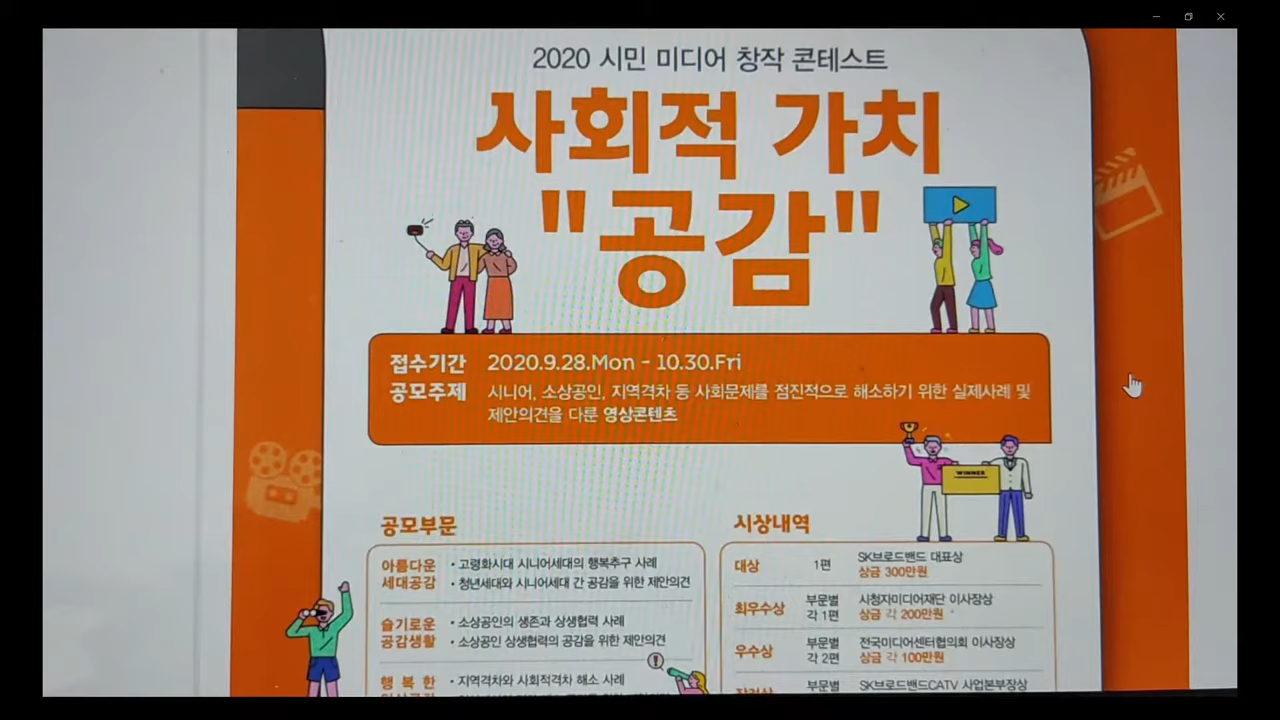 2020 시민 미디어 창작 콘테스트
사회적 가치
"공감"
접수기간 2020.9.28.Mon - 10.30.Fri
공모주제 시니어, 소상공인, 지역격차 등 사회문제를 점진적으로 해소하기 위한 실제사례 및
제안의견을 다룬 영상콘텐츠
WINNER
공모부문
아름다운 세대공감
• 고령화시대 시니어세대의 행복추구 사례
• 청년세대와 시니어세대 간 공감을 위한 제안의견
슬기로운 공감생활
• 소상공인의 생존과 상생협력 사례
• 소상공인 상생협력의 공감을 위한 제안의견
행복한
• 지역격차와 사회적격차 해소 사례
시상내역
대상 1편 SK브로드밴드 대표상
상금 300만원
최우수상 부문별 각 1편 시청자미디어재단 이사장상
상금 각 200만원
우수상 부문별 각 2편 전국미디어센터협의회 이사장상
상금 각 100만원
부문별 SK브로드밴드CATV 사업본부장상